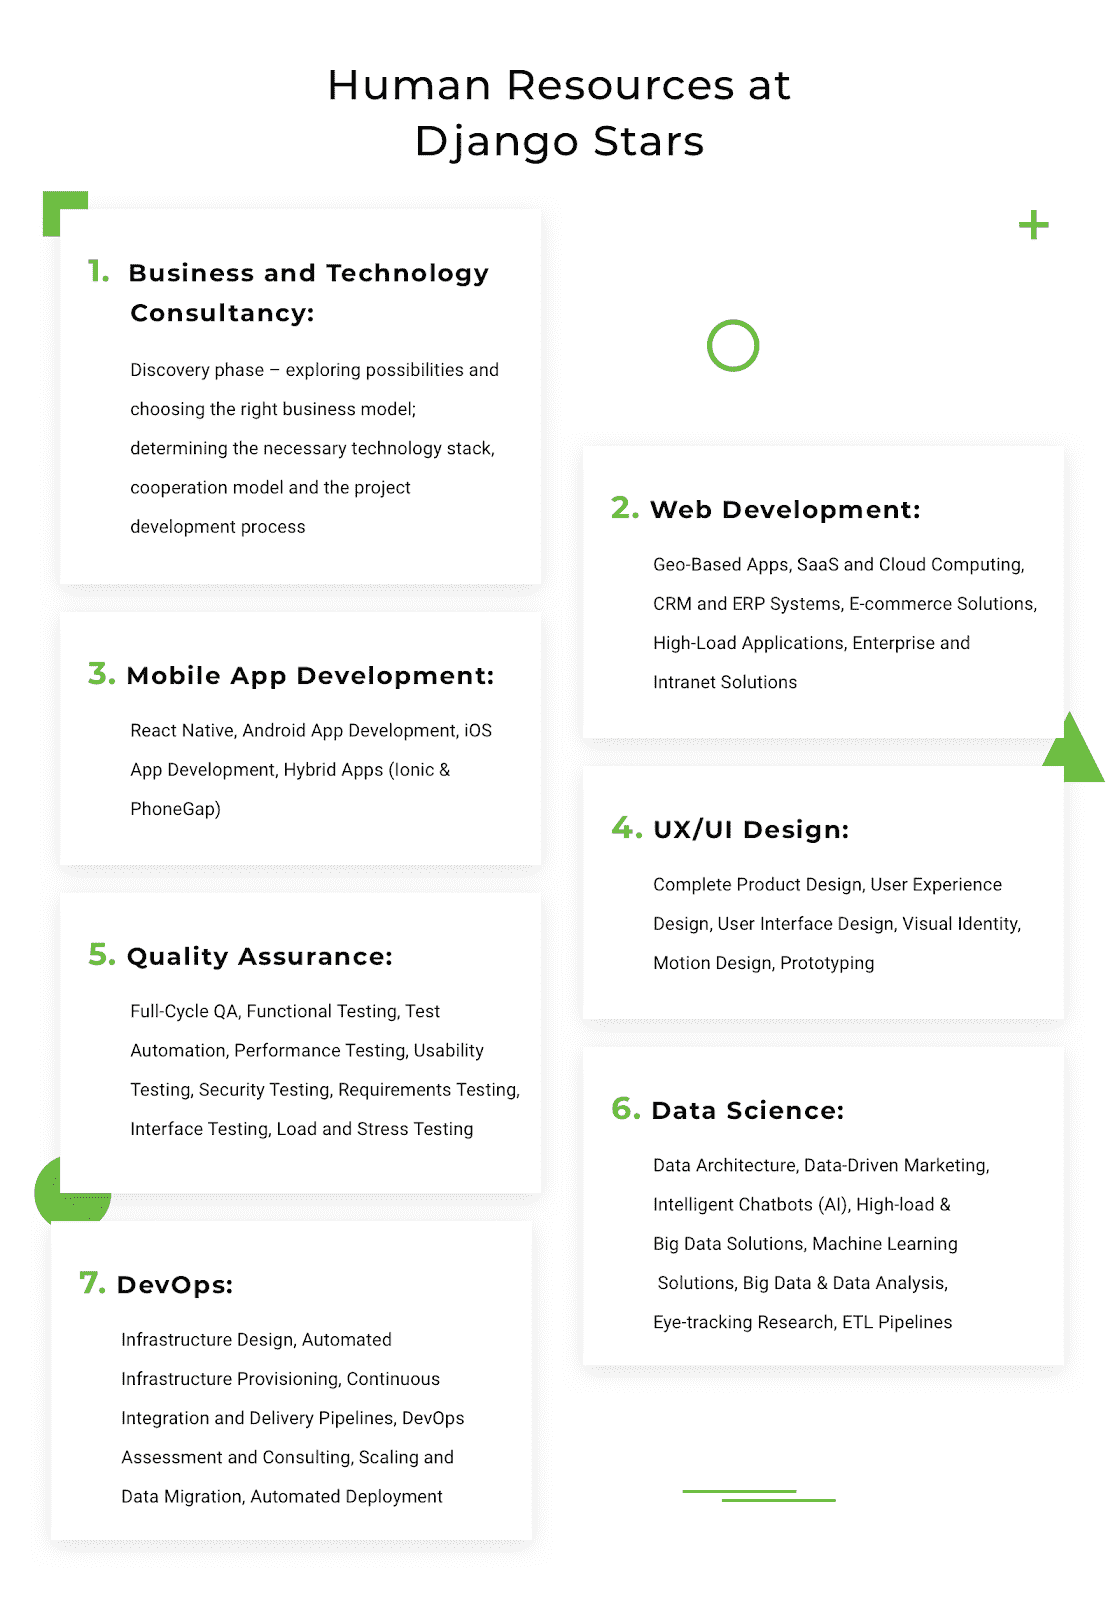 Human Resources at
Django Stars
1. Business and Technology
Consultancy:
Discovery phase – exploring possibilities and
choosing the right business model;
determining the necessary technology stack,
cooperation model and the project
development process
2. Web Development:
Geo-Based Apps, SaaS and Cloud Computing,
CRM and ERP Systems, E-commerce Solutions,
High-Load Applications, Enterprise and
Intranet Solutions
3. Mobile App Development:
React Native, Android App Development, iOS
App Development, Hybrid Apps (Ionic &
PhoneGap)
4. UX/UI Design:
Complete Product Design, User Experience
Design, User Interface Design, Visual Identity,
Motion Design, Prototyping
5. Quality Assurance:
Full-Cycle QA, Functional Testing, Test
Automation, Performance Testing, Usability
Testing, Security Testing, Requirements Testing,
Interface Testing, Load and Stress Testing
6. Data Science:
Data Architecture, Data-Driven Marketing,
Intelligent Chatbots (AI), High-load &
Big Data Solutions, Machine Learning
Solutions, Big Data & Data Analysis,
Eye-tracking Research, ETL Pipelines
7. DevOps:
Infrastructure Design, Automated
Infrastructure Provisioning, Continuous
Integration and Delivery Pipelines, DevOps
Assessment and Consulting, Scaling and
Data Migration, Automated Deployment